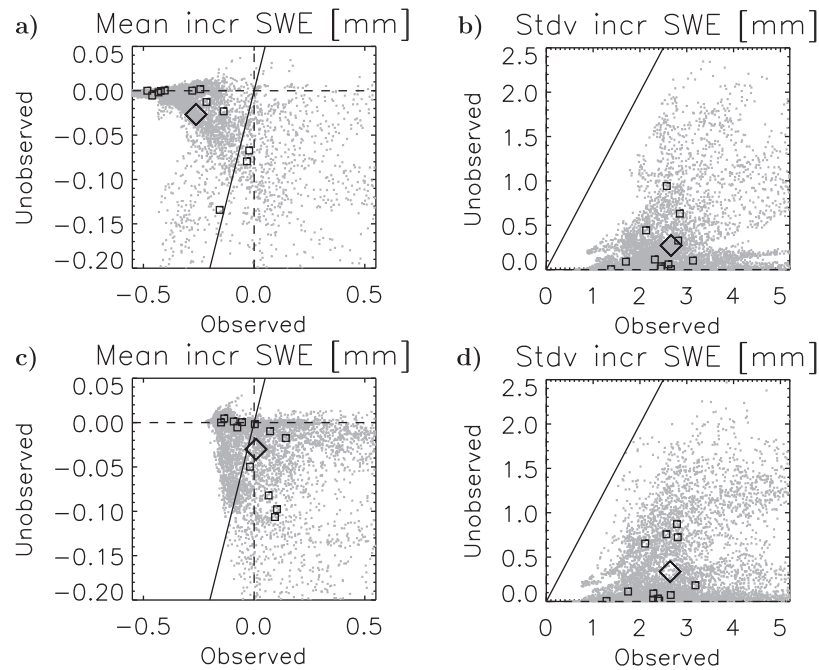 a) Mean incr SWE [mm]
0.05
0.00
−0.05
−0.10
−0.15
−0.20
Unobserved
−0.5 0.0 0.5
Observed
b) Stdv incr SWE [mm]
2.5
2.0
1.5
1.0
0.5
0.0
Unobserved
0 1 2 3 4 5
Observed
c) Mean incr SWE [mm]
0.05
0.00
−0.05
−0.10
−0.15
−0.20
Unobserved
−0.5 0.0 0.5
Observed
d) Stdv incr SWE [mm]
2.5
2.0
1.5
1.0
0.5
0.0
Unobserved
0 1 2 3 4 5
Observed